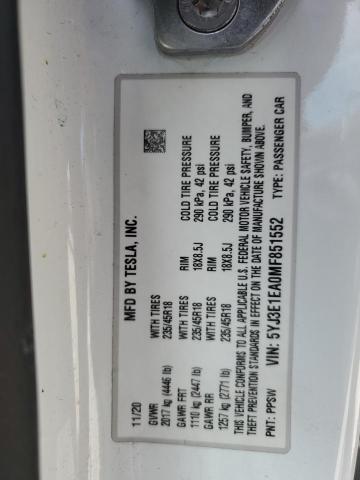 MFD BY TESLA, INC.
11/20
GVWR WITH TIRES RIM COLD TIRE PRESSURE
2017 kg (4446 lb) 235/45R18 18X8.5J 290 kPa, 42 psi
GAWR FRT WITH TIRES RIM COLD TIRE PRESSURE
1110 kg (2447 lb) 235/45R18 18X8.5J 290 kPa, 42 psi
GAWR RR
1257 kg (2771 lb)
THIS VEHICLE CONFORMS TO ALL APPLICABLE U.S. FEDERAL MOTOR VEHICLE SAFETY, BUMPER, AND
THEFT PREVENTION STANDARDS IN EFFECT ON THE DATE OF MANUFACTURE SHOWN ABOVE.
VIN: 5YJ3E1EA0MF851552
PNT: PPSW TYPE: PASSENGER CAR